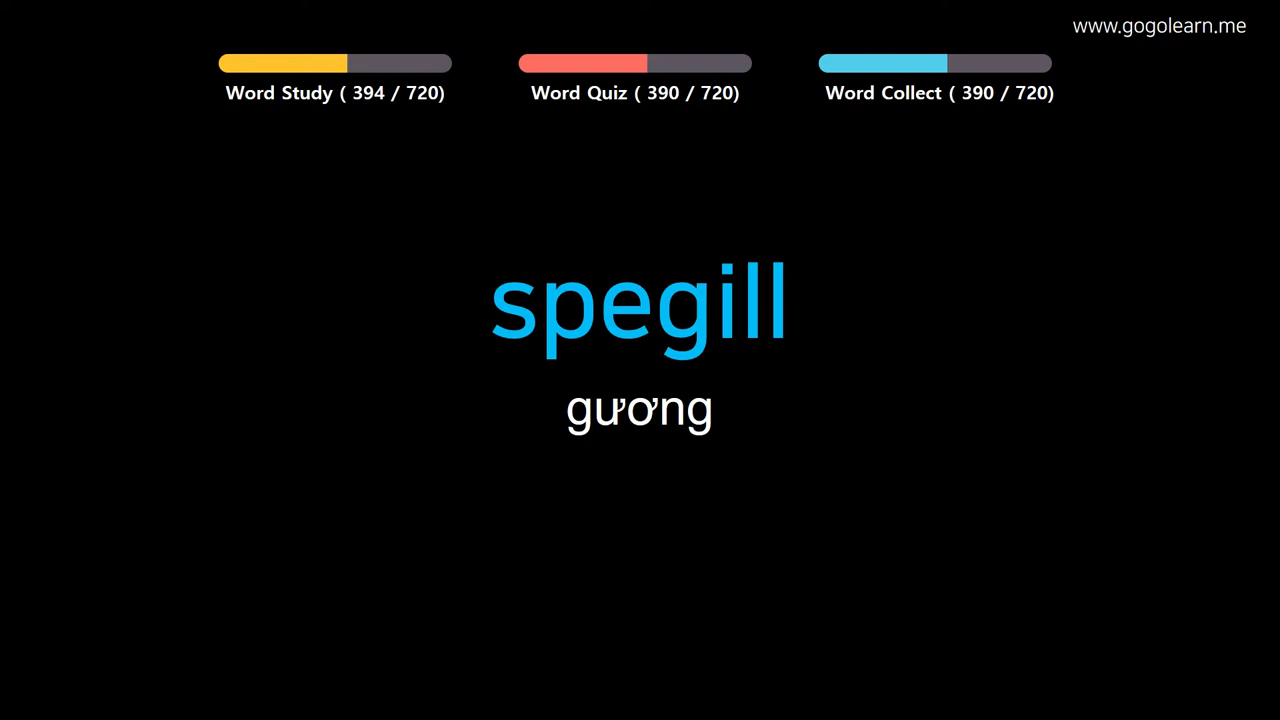 www.gogolearn.me
Word Study ( 394 / 720)
Word Quiz ( 390 / 720)
Word Collect ( 390 / 720)
spegill
gương